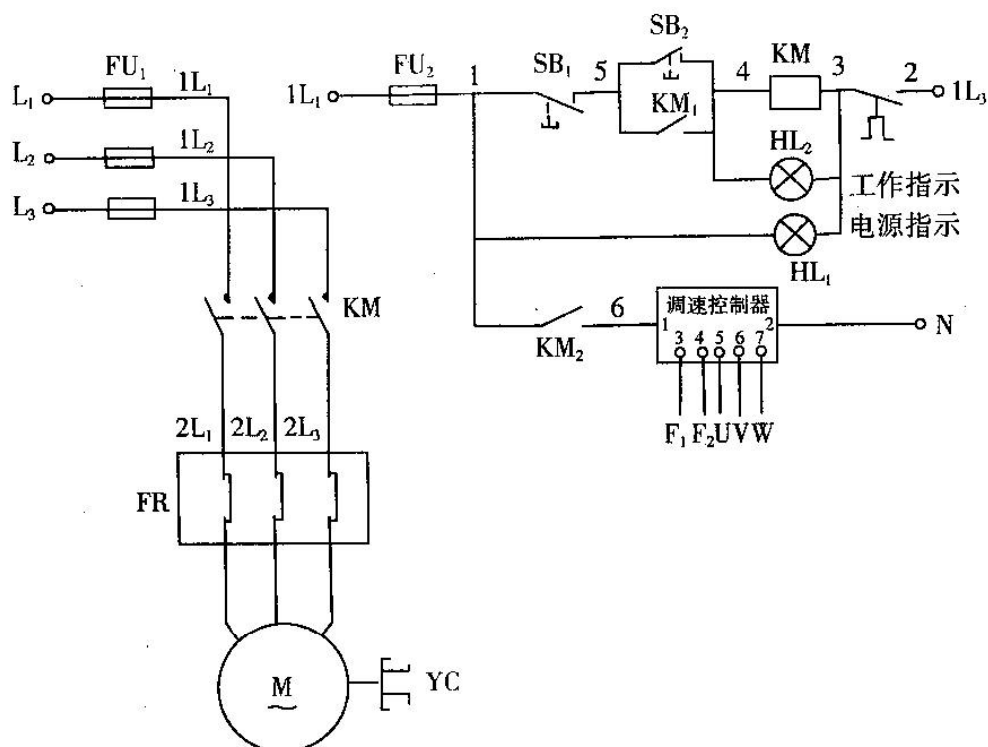 FU₁ 1L₁
L₁
1L₂
L₂
1L₃
L₃
KM
2L₁ 2L₂ 2L₃
FR
M
YC
1L₁ FU₂ 1 SB₁ 5 SB₂ 4 KM 3 2 1L₃
KM₁
HL₂
工作指示
电源指示
HL₁
KM₂ 6
调速控制器
1 2 N
3 4 5 6 7
F₁ F₂ U V W